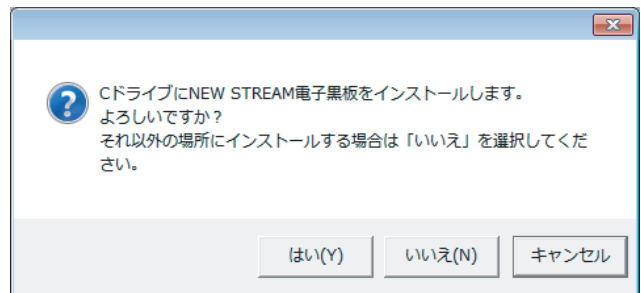 CドライブにNEW STREAM電子黒板をインストールします。
よろしいですか？
それ以外の場所にインストールする場合は「いいえ」を選択してくだ
さい。
はい(Y) いいえ(N) キャンセル